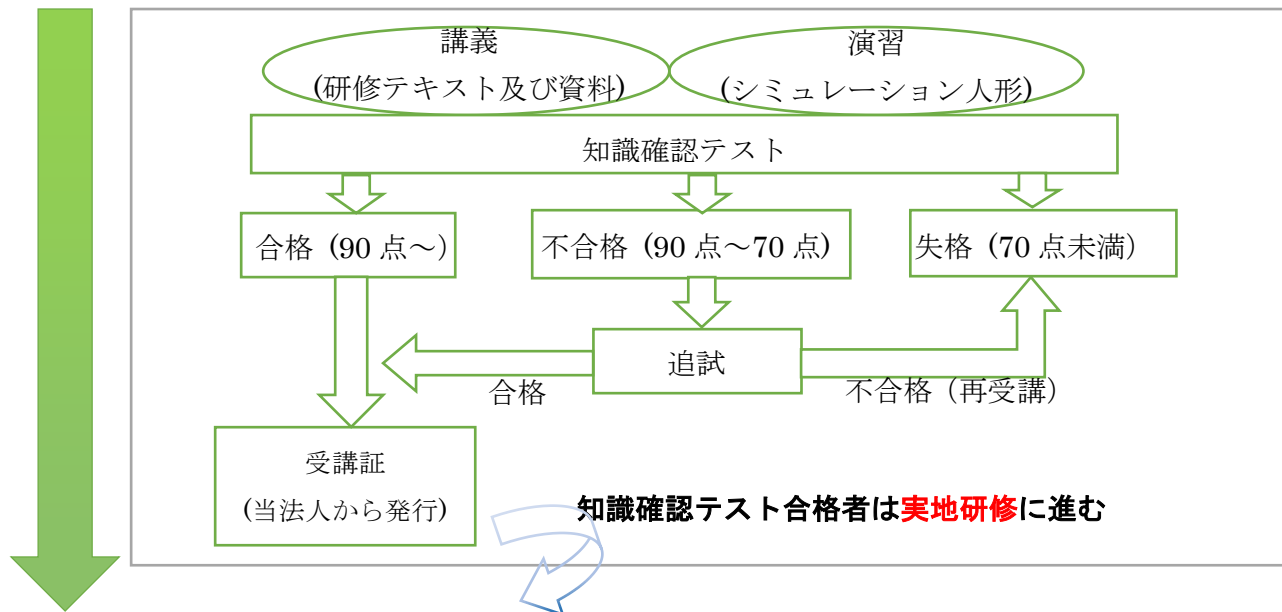 講義
(研修テキスト及び資料)
演習
(シミュレーション人形)
知識確認テスト
合格 (90 点～)
不合格 (90 点～70 点)
失格 (70 点未満)
追試
合格
不合格（再受講）
受講証
(当法人から発行)
知識確認テスト合格者は実地研修に進む